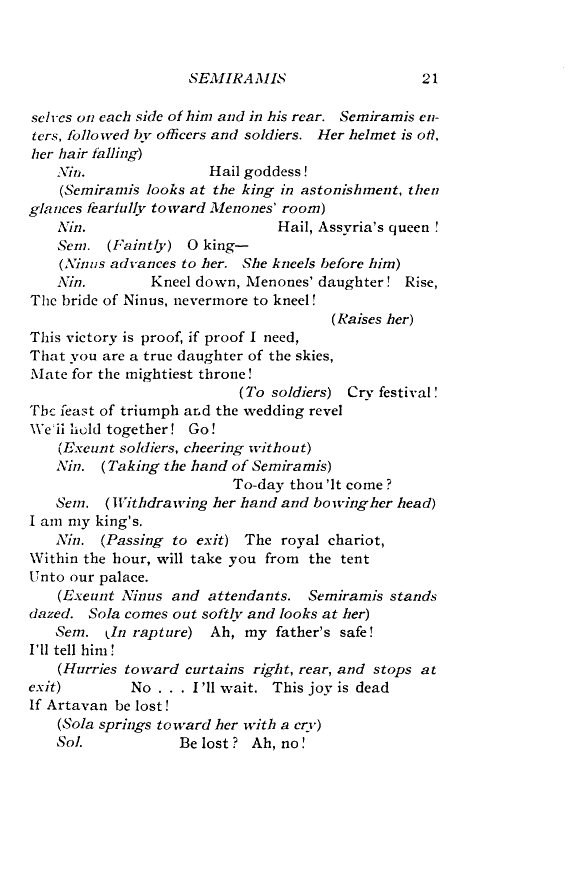 SEMIRAMIS 21
selves on each side of him and in his rear. Semiramis en-
ters, followed by officers and soldiers. Her helmet is off,
her hair falling)
Nin. Hail goddess!
(Semiramis looks at the king in astonishment, then
glances fearfully toward Menones' room)
Nin. Hail, Assyria's queen!
Sem. (Faintly) O king—
(Ninus advances to her. She kneels before him)
Nin. Kneel down, Menones' daughter! Rise,
The bride of Ninus, nevermore to kneel!
(Raises her)
This victory is proof, if proof I need,
That you are a true daughter of the skies,
Mate for the mightiest throne!
(To soldiers) Cry festival!
The feast of triumph and the wedding revel
We'll hold together! Go!
(Exeunt soldiers, cheering without)
Nin. (Taking the hand of Semiramis)
To-day thou'lt come?
Sem. (Withdrawing her hand and bowing her head)
I am my king's.
Nin. (Passing to exit) The royal chariot,
Within the hour, will take you from the tent
Unto our palace.
(Exeunt Ninus and attendants. Semiramis stands
dazed. Sola comes out softly and looks at her)
Sem. (In rapture) Ah, my father's safe!
I'll tell him!
(Hurries toward curtains right, rear, and stops at
exit) No . . . I'll wait. This joy is dead
If Artavan be lost!
(Sola springs toward her with a cry)
Sol. Be lost? Ah, no!